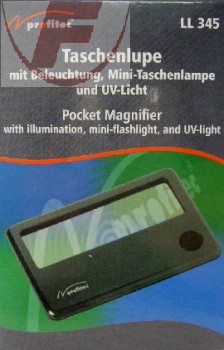 profitec LL 345
Taschenlupe
mit Beleuchtung, Mini-Taschenlampe
und UV-Licht
Pocket Magnifier
with illumination, mini-flashlight, and UV-light
profitec